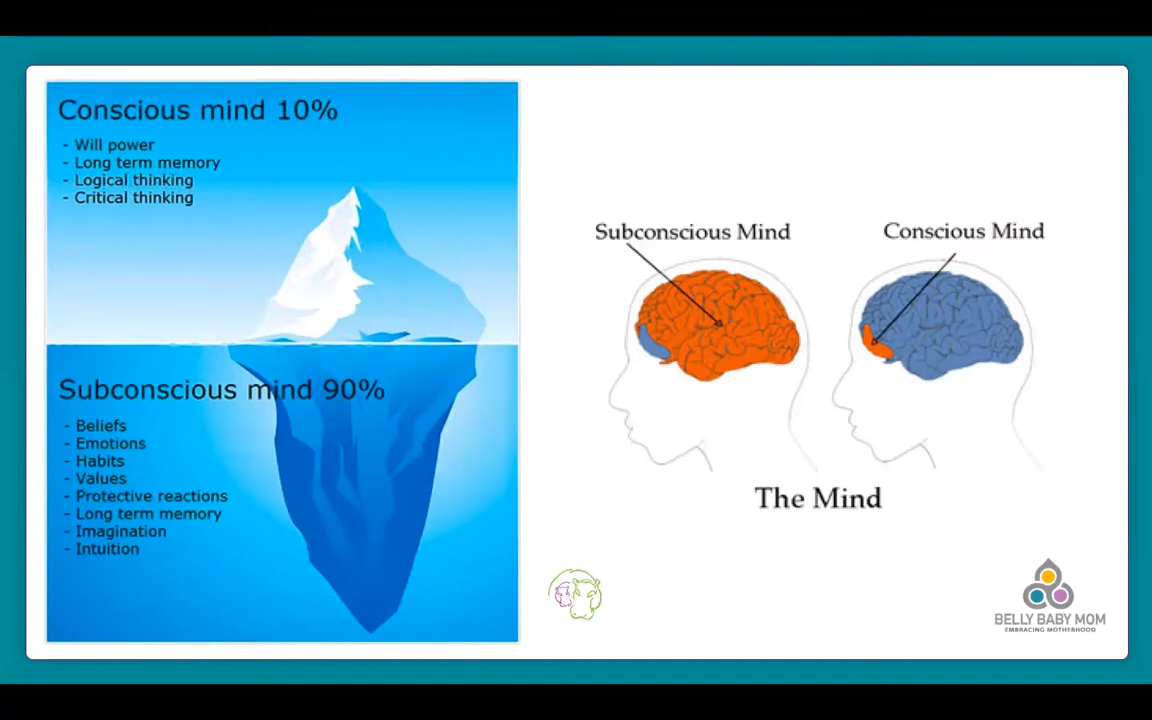 Conscious mind 10%
- Will power
- Long term memory
- Logical thinking
- Critical thinking
Subconscious mind 90%
- Beliefs
- Emotions
- Habits
- Values
- Protective reactions
- Long term memory
- Imagination
- Intuition
Subconscious Mind
Conscious Mind
The Mind
BELLY BABY MOM
EMBRACING MOTHERHOOD